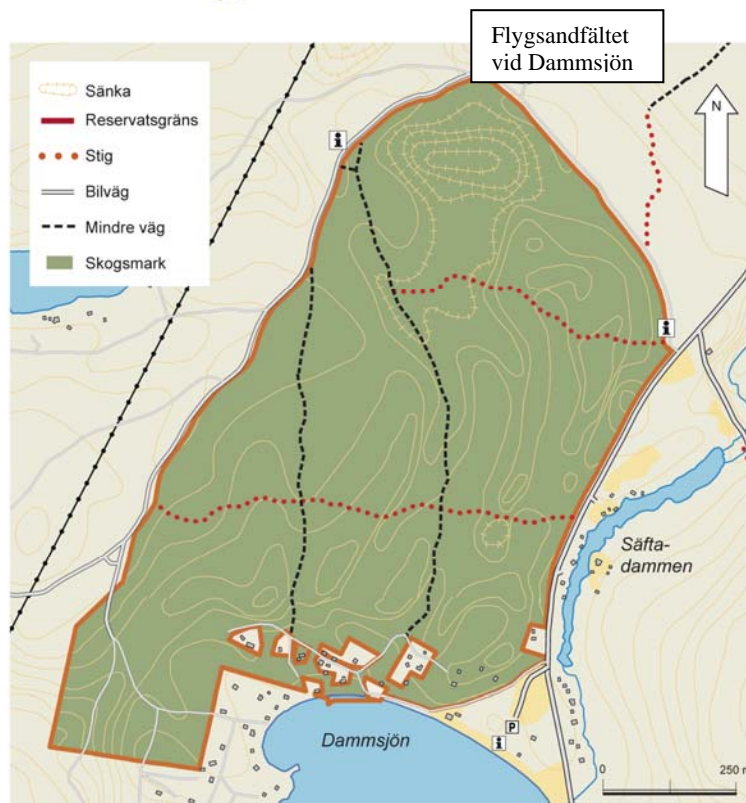 Flygsandfältet
vid Dammsjön
Sänka
Reservatsgräns
Stig
Bilväg
Mindre väg
Skogsmark
i
N
i
Säfta-
dammen
P
i
Dammsjön
0
250 m